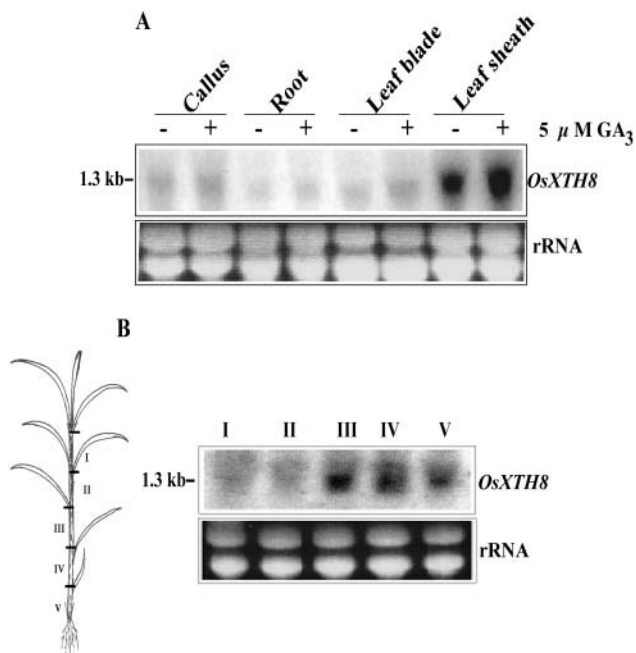 A
Callus Root Leaf blade Leaf sheath
- + - + - + - + 5 μM GA3
1.3 kb OsXTH8
rRNA
B
I II III IV V
1.3 kb OsXTH8
rRNA
I
II
III
IV
V